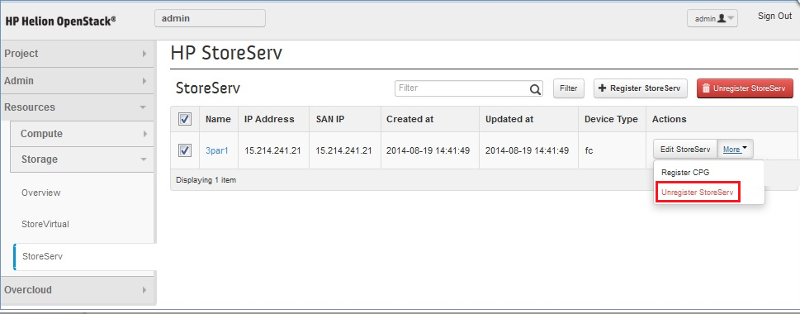 HP Helion OpenStack®
admin
admin
Sign Out
Project
Admin
Resources
Compute
Storage
Overview
StoreVirtual
StoreServ
Overcloud
HP StoreServ
StoreServ
Filter
Filter
Register StoreServ
Unregister StoreServ
Name IP Address SAN IP Created at Updated at Device Type Actions
3par1 15.214.241.21 15.214.241.21 2014-08-19 14:41:49 2014-08-19 14:41:49 fc Edit StoreServ More
Register CPG
Unregister StoreServ
Displaying 1 item